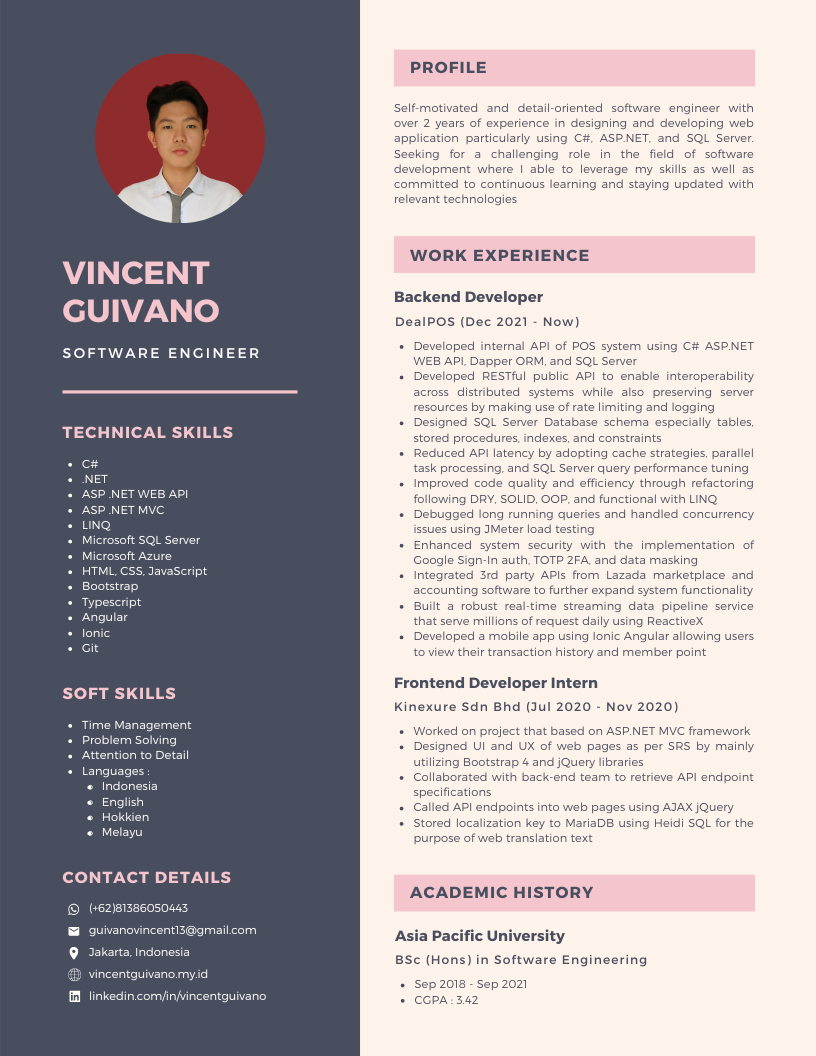 VINCENT
GUIVANO
SOFTWARE ENGINEER
TECHNICAL SKILLS
C#
.NET
ASP .NET WEB API
ASP .NET MVC
LINQ
Microsoft SQL Server
Microsoft Azure
HTML, CSS, JavaScript
Bootstrap
Typescript
Angular
Ionic
Git
SOFT SKILLS
Time Management
Problem Solving
Attention to Detail
Languages :
Indonesia
English
Hokkien
Melayu
CONTACT DETAILS
(+62)81386050443
guivanovincent13@gmail.com
Jakarta, Indonesia
vincentguivano.my.id
linkedin.com/in/vincentguivano
PROFILE
Self-motivated and detail-oriented software engineer with
over 2 years of experience in designing and developing web
application particularly using C#, ASP.NET, and SQL Server.
Seeking for a challenging role in the field of software
development where I able to leverage my skills as well as
committed to continuous learning and staying updated with
relevant technologies
WORK EXPERIENCE
Backend Developer
DealPOS (Dec 2021 - Now)
Developed internal API of POS system using C# ASP.NET
WEB API, Dapper ORM, and SQL Server
Developed RESTful public API to enable interoperability
across distributed systems while also preserving server
resources by making use of rate limiting and logging
Designed SQL Server Database schema especially tables,
stored procedures, indexes, and constraints
Reduced API latency by adopting cache strategies, parallel
task processing, and SQL Server query performance tuning
Improved code quality and efficiency through refactoring
following DRY, SOLID, OOP, and functional with LINQ
Debugged long running queries and handled concurrency
issues using JMeter load testing
Enhanced system security with the implementation of
Google Sign-In auth, TOTP 2FA, and data masking
Integrated 3rd party APIs from Lazada marketplace and
accounting software to further expand system functionality
Built a robust real-time streaming data pipeline service
that serve millions of request daily using ReactiveX
Developed a mobile app using Ionic Angular allowing users
to view their transaction history and member point
Frontend Developer Intern
Kinexure Sdn Bhd (Jul 2020 - Nov 2020)
Worked on project that based on ASP.NET MVC framework
Designed UI and UX of web pages as per SRS by mainly
utilizing Bootstrap 4 and jQuery libraries
Collaborated with back-end team to retrieve API endpoint
specifications
Called API endpoints into web pages using AJAX jQuery
Stored localization key to MariaDB using Heidi SQL for the
purpose of web translation text
ACADEMIC HISTORY
Asia Pacific University
BSc (Hons) in Software Engineering
Sep 2018 - Sep 2021
CGPA : 3.42